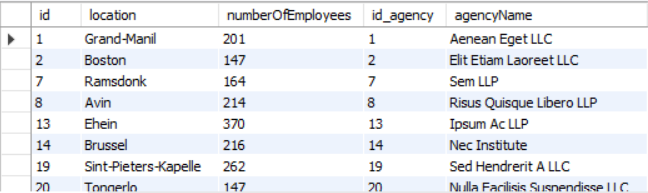 id location numberOfEmployees id_agency agencyName
1 Grand-Manil 201 1 Aenean Eget LLC
2 Boston 147 2 Elit Etiam Laoreet LLC
7 Ramsdonk 164 7 Sem LLP
8 Avin 214 8 Risus Quisque Libero LLP
13 Ehein 370 13 Ipsum Ac LLP
14 Brussel 216 14 Nec Institute
19 Sint-Pieters-Kapelle 262 19 Sed Hendrerit A LLC
20 Tongerlo 147 20 Nulla Facilisis Suspendisse LLC